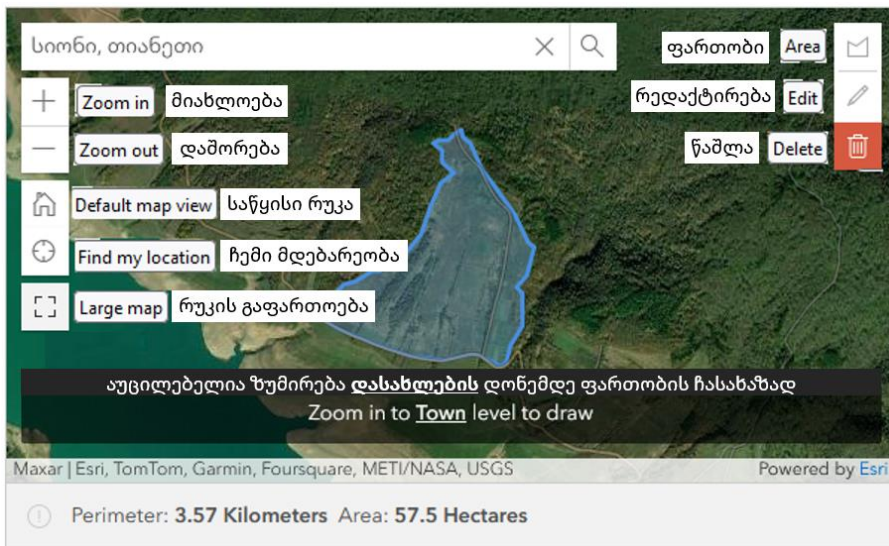 სიონი, თიანეთი
ფართობი Area
Zoom in მიახლოება
რედაქტირება Edit
Zoom out დაშორება
წაშლა Delete
Default map view საწყისი რუკა
Find my location ჩემი მდებარეობა
Large map რუკის გაფართოება
აუცილებელია ზუმირება დასახლების დონემდე ფართობის ჩასახაზად
Zoom in to Town level to draw
Maxar | Esri, TomTom, Garmin, Foursquare, METI/NASA, USGS Powered by Esri
Perimeter: 3.57 Kilometers Area: 57.5 Hectares